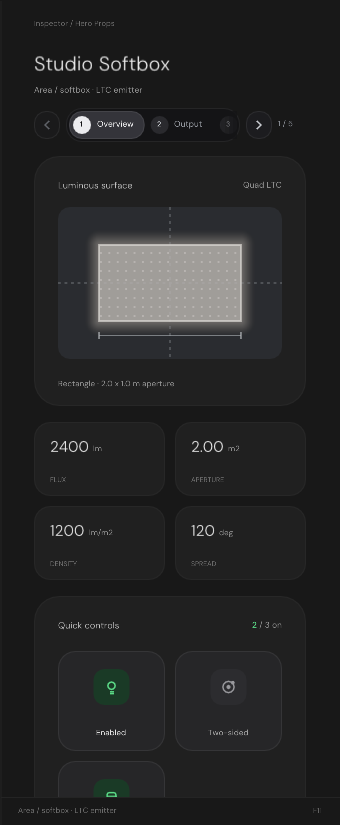 Inspector / Hero Props
Studio Softbox
Area / softbox · LTC emitter
1 Overview 2 Output 3 1 / 5
Luminous surface Quad LTC
Rectangle · 2.0 x 1.0 m aperture
2400 lm
FLUX
2.00 m2
APERTURE
1200 lm/m2
DENSITY
120 deg
SPREAD
Quick controls 2 / 3 on
Enabled Two-sided
Area / softbox · LTC emitter